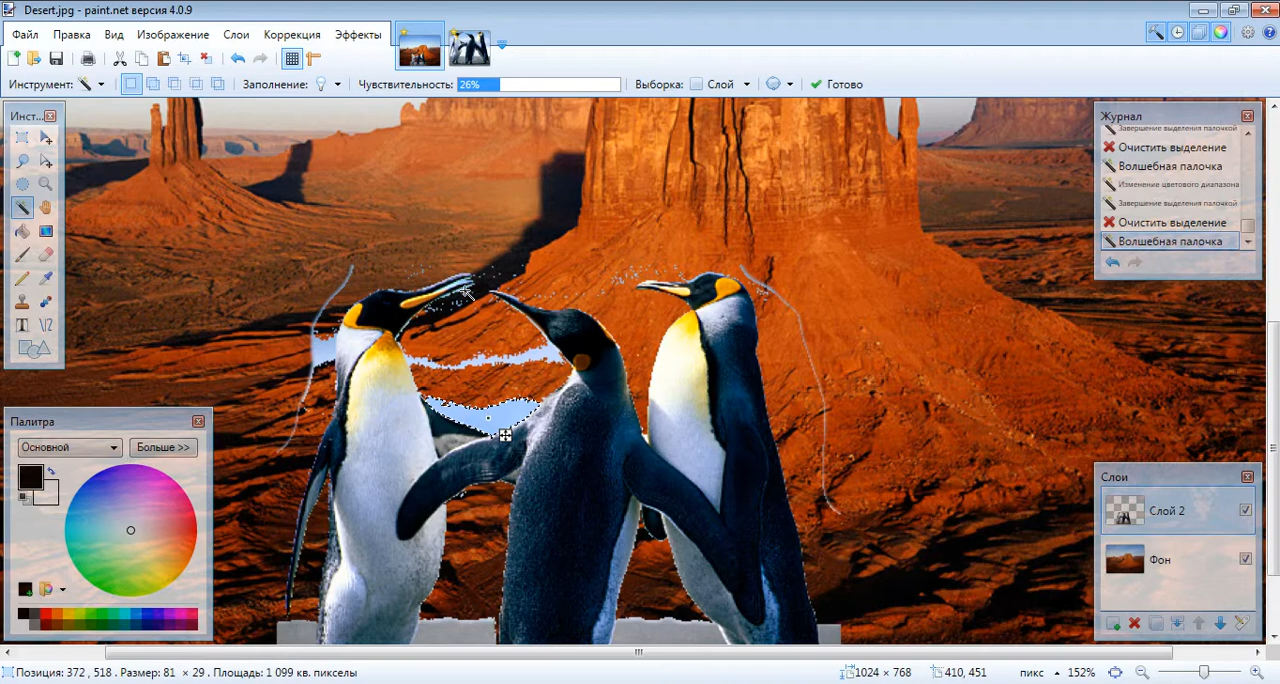 Desert.jpg - paint.net версия 4.0.9
Файл Правка Вид Изображение Слои Коррекция Эффекты
Инструмент: Заполнение: Чувствительность: 26% Выборка: Слой Готово
Инст...
Журнал
Завершение выделения палочкой
Очистить выделение
Волшебная палочка
Изменение цветового диапазона
Завершение выделения палочкой
Очистить выделение
Волшебная палочка
Палитра
Основной Больше >>
Слои
Слой 2
Фон
Позиция: 372 , 518 . Размер: 81 × 29 . Площадь: 1 099 кв. пикселы 1024 × 768 410, 451 пикс 152%